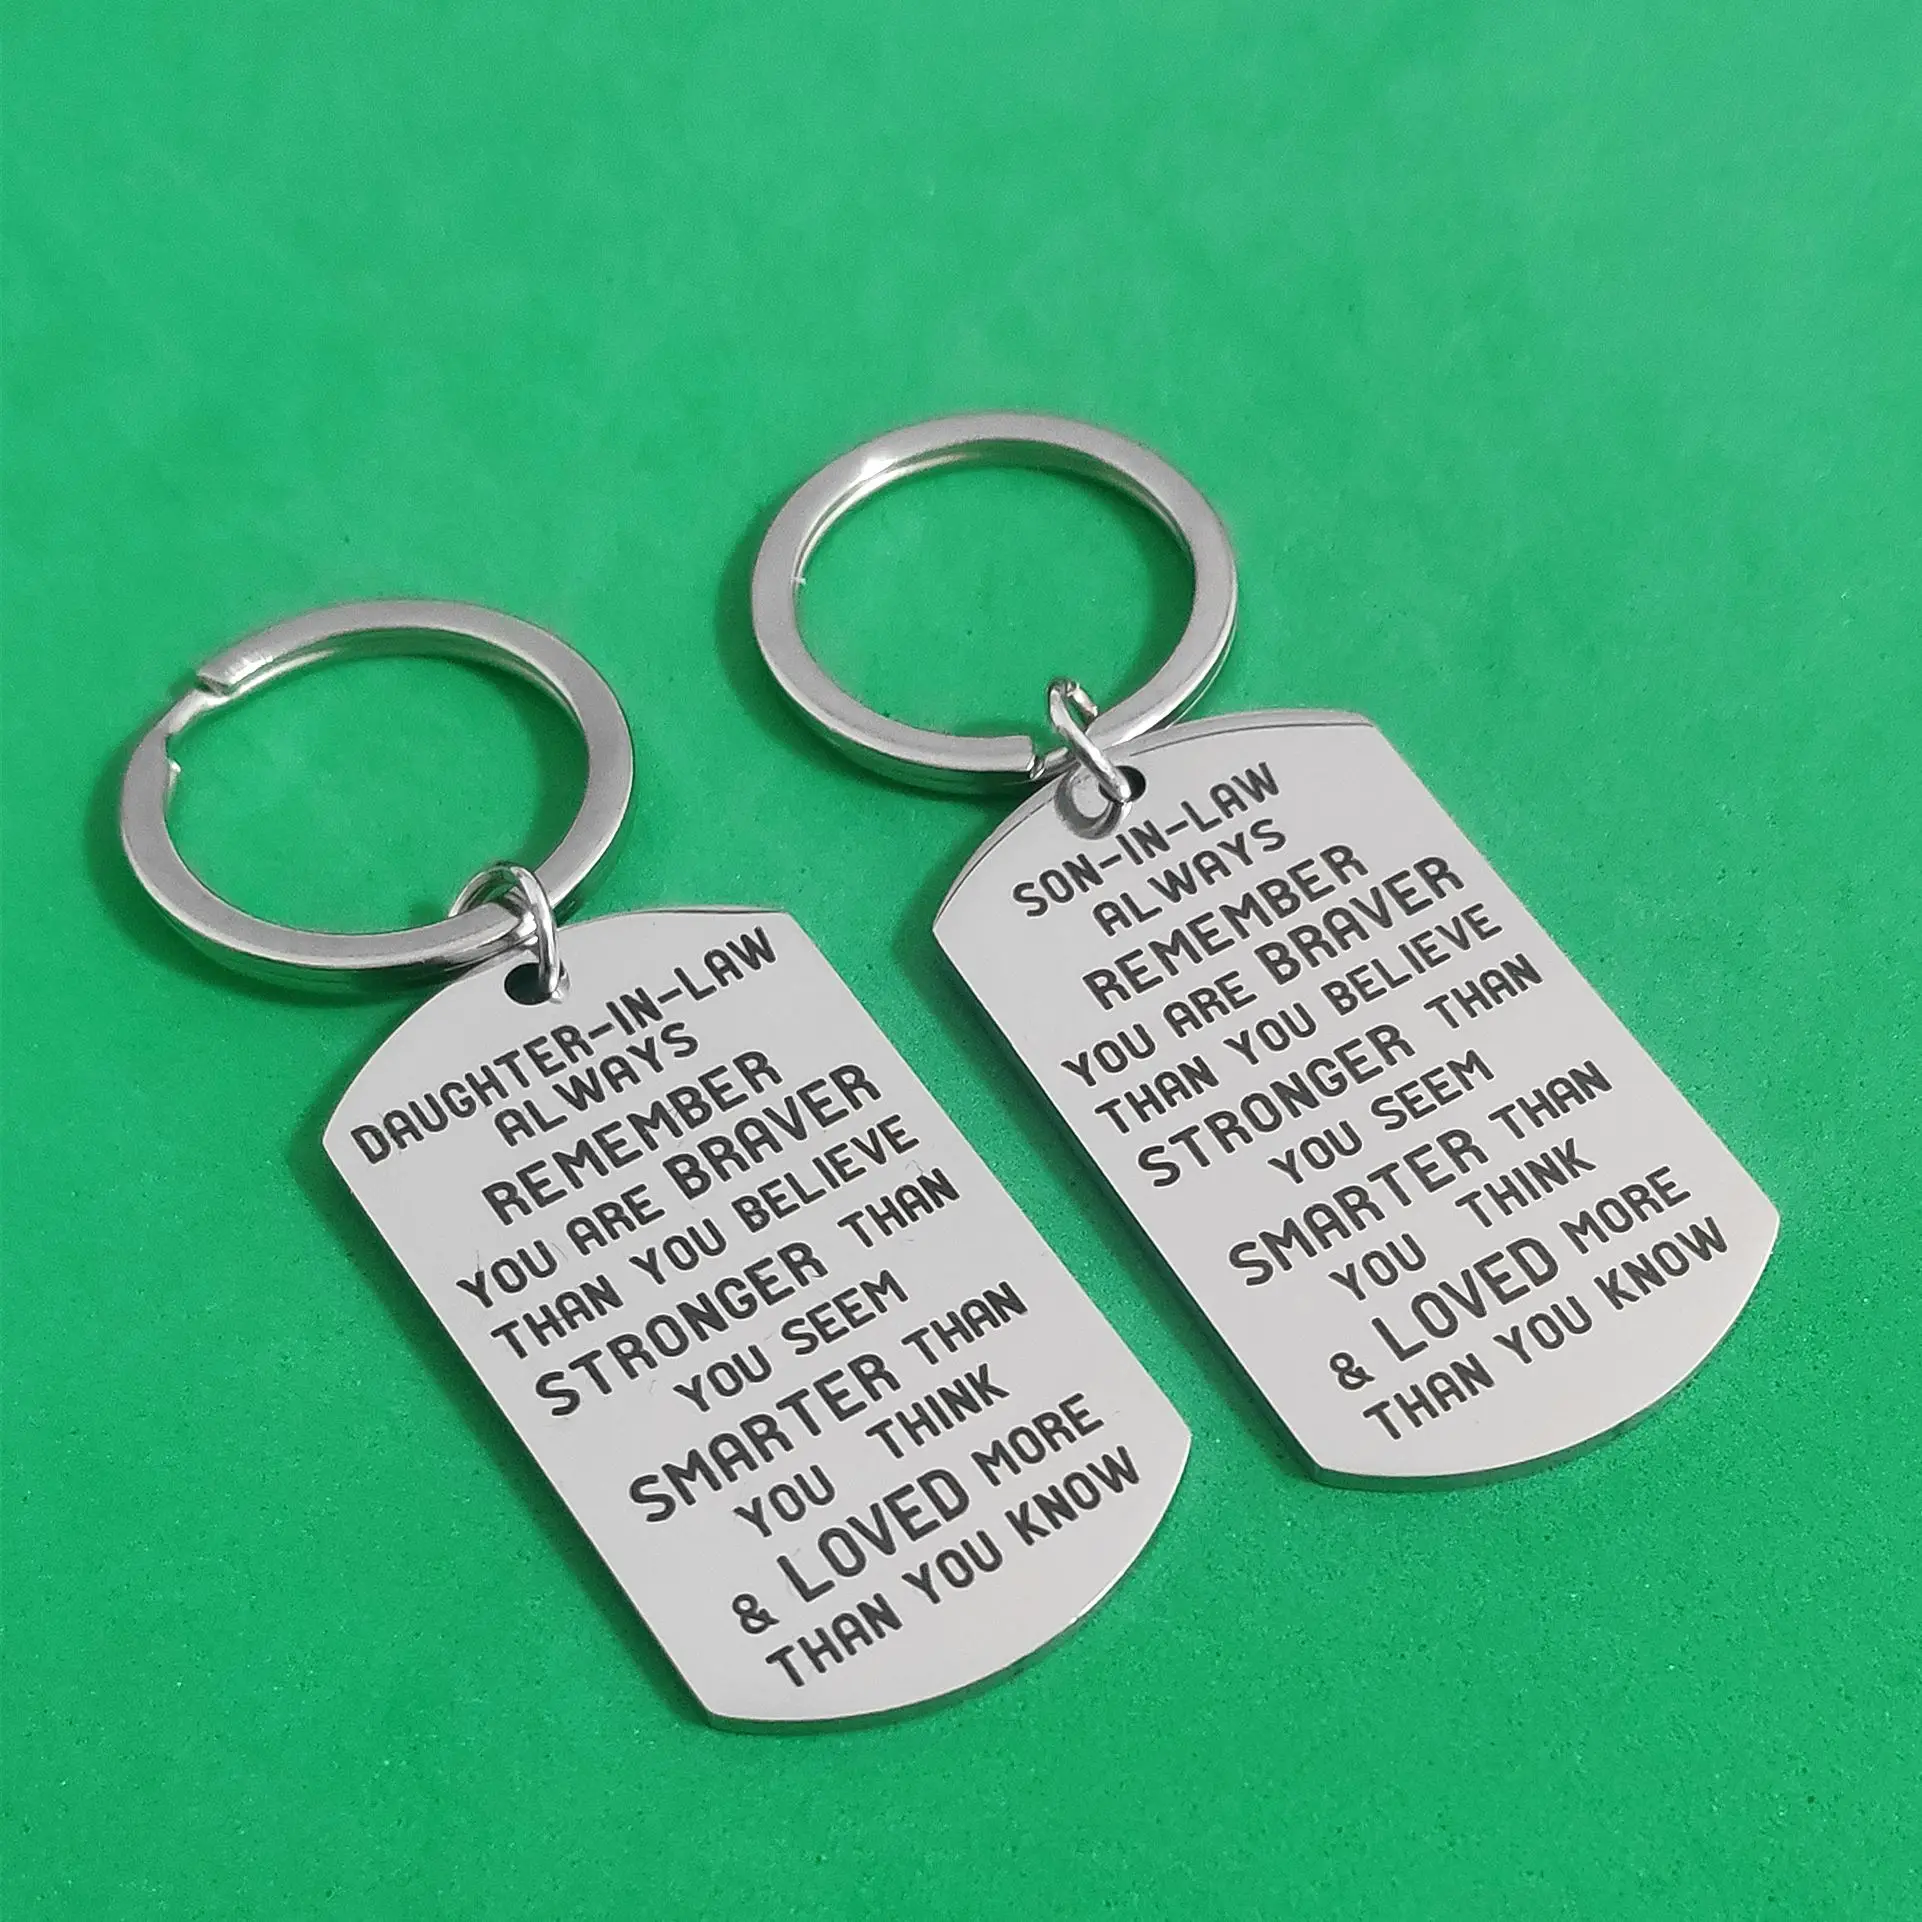 DAUGHTER-IN-LAW
ALWAYS
REMEMBER
YOU ARE BRAVER
THAN YOU BELIEVE
STRONGER THAN
YOU SEEM
SMARTER THAN
YOU THINK
& LOVED MORE
THAN YOU KNOW
SON-IN-LAW
ALWAYS
REMEMBER
YOU ARE BRAVER
THAN YOU BELIEVE
STRONGER THAN
YOU SEEM
SMARTER THAN
YOU THINK
& LOVED MORE
THAN YOU KNOW